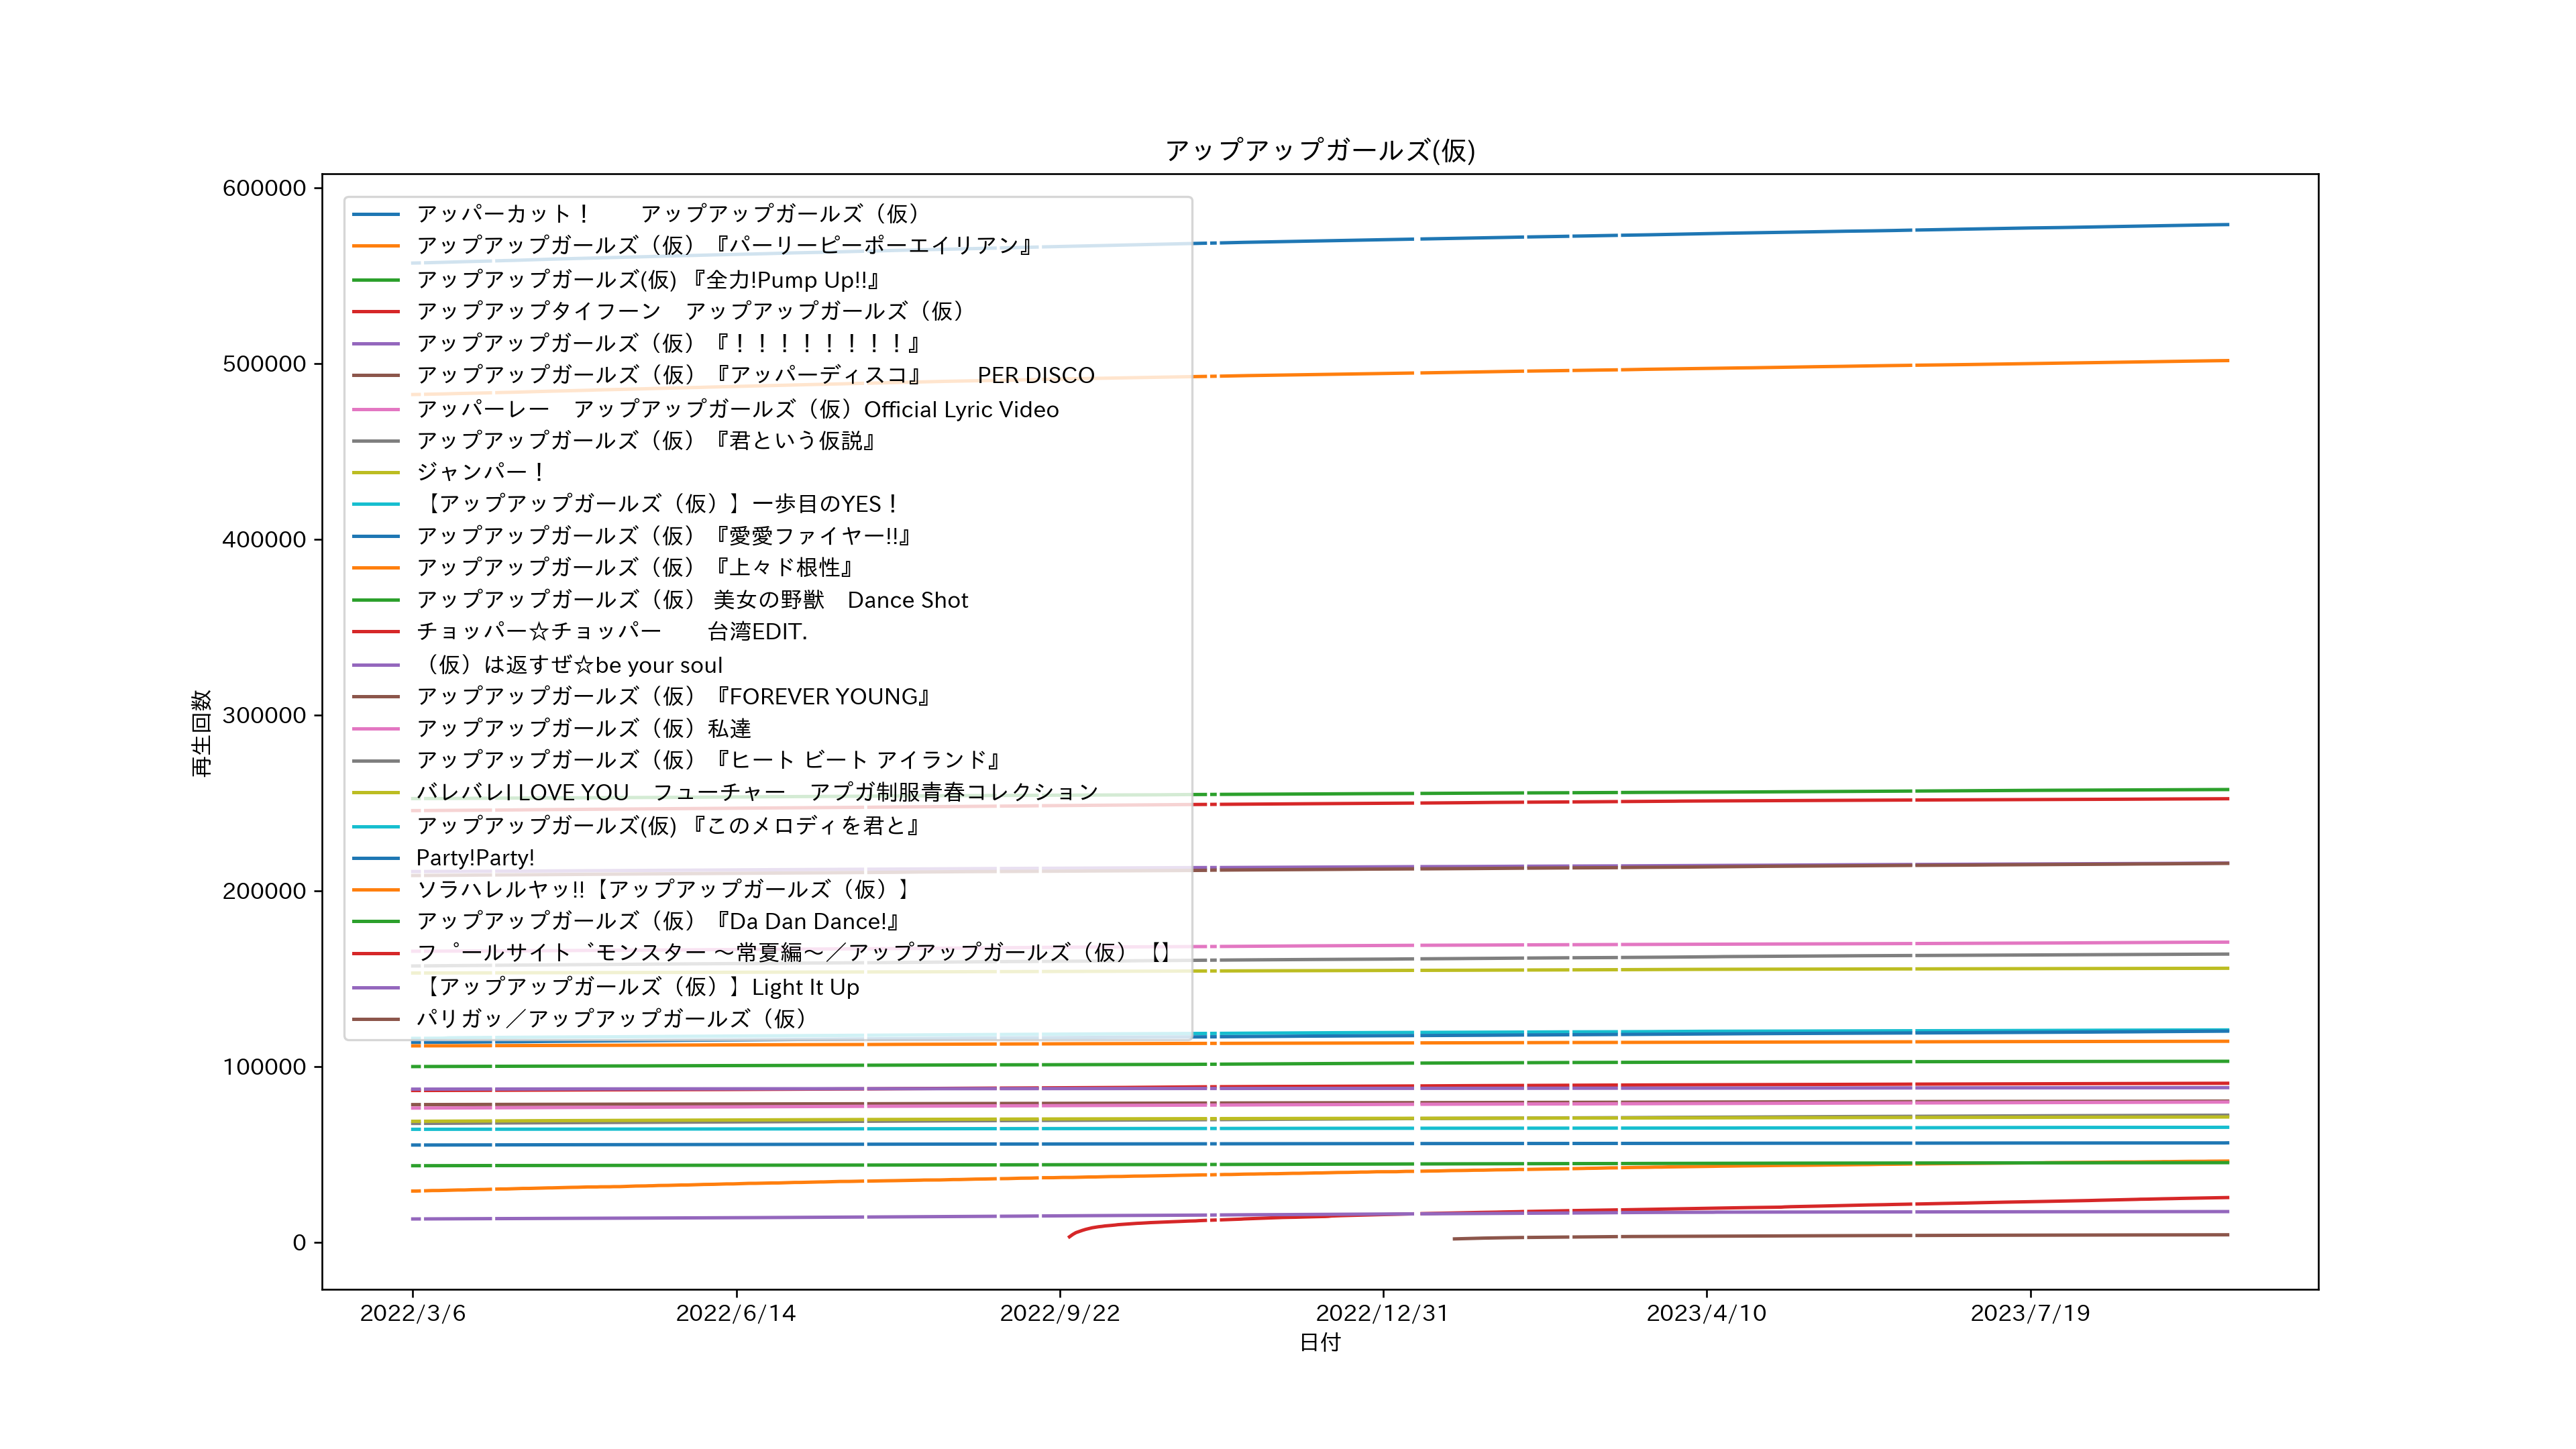 アップアップガールズ(仮)
600000
500000
400000
300000
200000
100000
0
再生回数
アッパーカット！　　アップアップガールズ（仮）
アップアップガールズ（仮）『パーリーピーポーエイリアン』
アップアップガールズ(仮) 『全力!Pump Up!!』
アップアップタイフーン　アップアップガールズ（仮）
アップアップガールズ（仮）『！！！！！！！！』
アップアップガールズ（仮）『アッパーディスコ』　　PER DISCO
アッパーレー　アップアップガールズ（仮）Official Lyric Video
アップアップガールズ（仮）『君という仮説』
ジャンパー！
【アップアップガールズ（仮）】一歩目のYES！
アップアップガールズ（仮）『愛愛ファイヤー!!』
アップアップガールズ（仮）『上々ド根性』
アップアップガールズ（仮） 美女の野獣　Dance Shot
チョッパー☆チョッパー　　台湾EDIT.
（仮）は返すぜ☆be your soul
アップアップガールズ（仮）『FOREVER YOUNG』
アップアップガールズ（仮）私達
アップアップガールズ（仮）『ヒート ビート アイランド』
バレバレI LOVE YOU　フューチャー　アプガ制服青春コレクション
アップアップガールズ(仮) 『このメロディを君と』
Party!Party!
ソラハレルヤッ!!【アップアップガールズ（仮）】
アップアップガールズ（仮）『Da Dan Dance!』
プールサイドモンスター ～常夏編～／アップアップガールズ（仮）【】
【アップアップガールズ（仮）】Light It Up
パリガッ／アップアップガールズ（仮）
2022/3/6
2022/6/14
2022/9/22
2022/12/31
2023/4/10
2023/7/19
日付